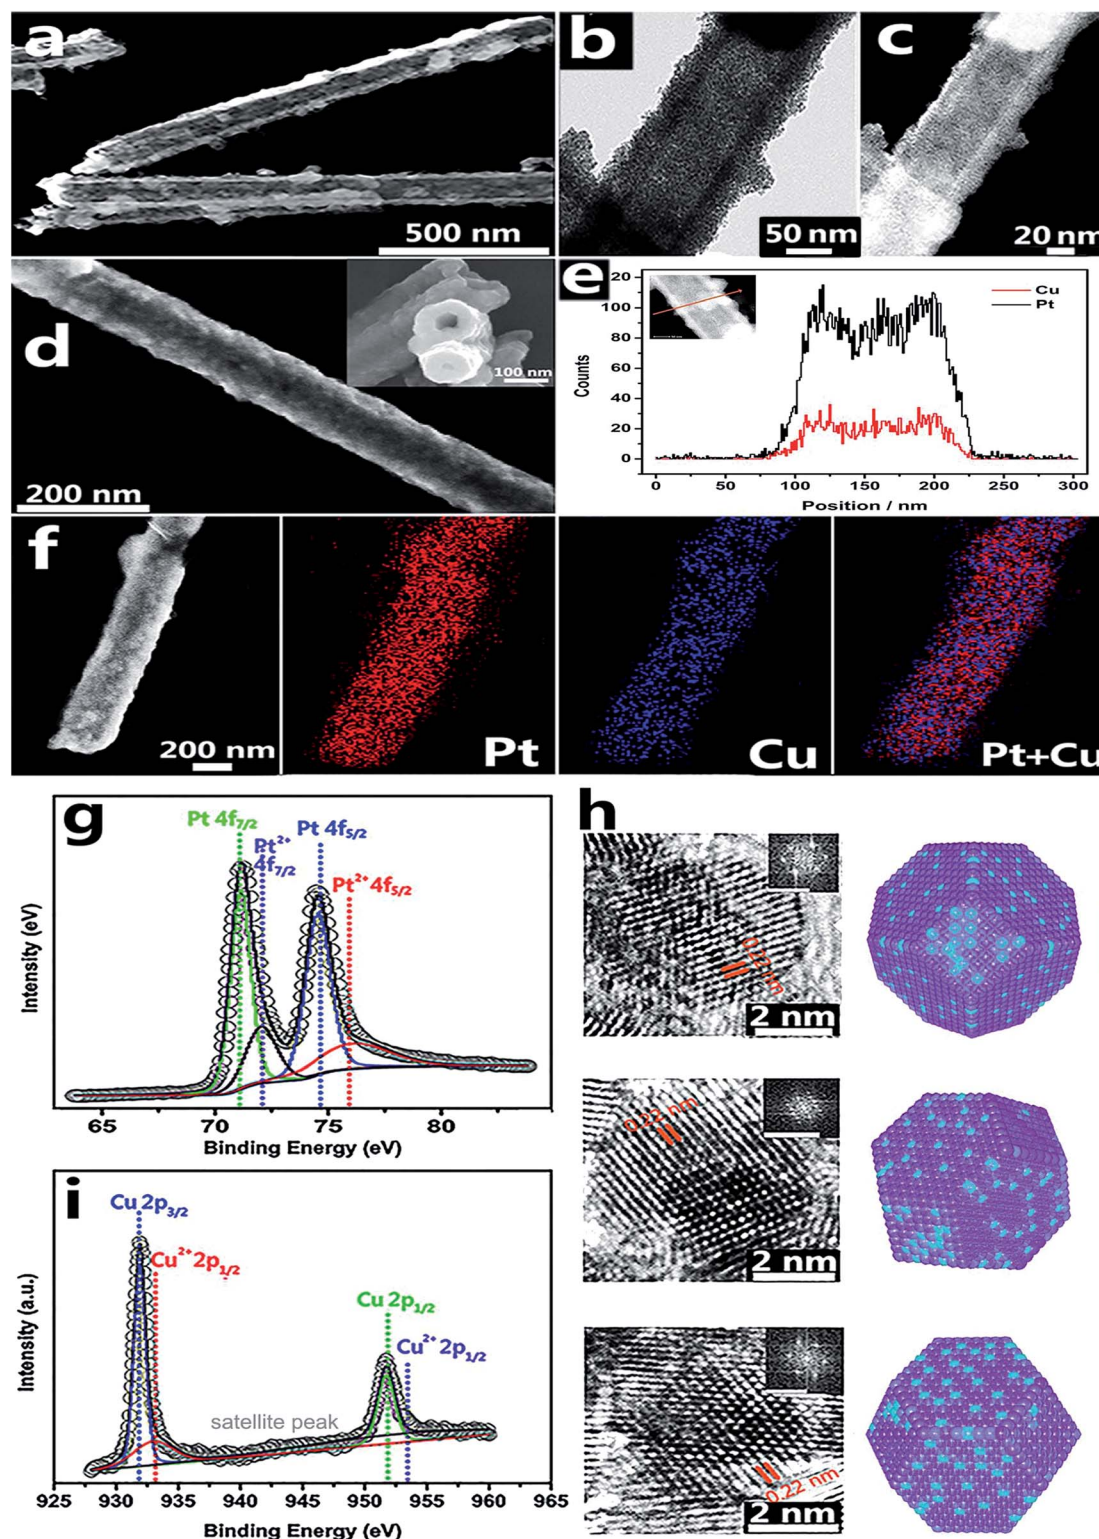 a
500 nm
b
50 nm
c
20 nm
d
200 nm
100 nm
e
Cu
Pt
Counts
20
100
80
60
40
20
0
0 50 100 150 200 250 300
Position / nm
f
200 nm
Pt
Cu
Pt+Cu
g
Pt 4f7/2
Pt2+
4f7/2
Pt 4f5/2
Pt2+ 4f5/2
Intensity (eV)
65 70 75 80
Binding Energy (eV)
h
0.22 nm
2 nm
0.22 nm
2 nm
0.22 nm
2 nm
i
Cu 2p3/2
Cu2+ 2p1/2
Cu 2p1/2
Cu2+ 2p1/2
satellite peak
Intensity (a.u.)
925 930 935 940 945 950 955 960 965
Binding Energy (eV)